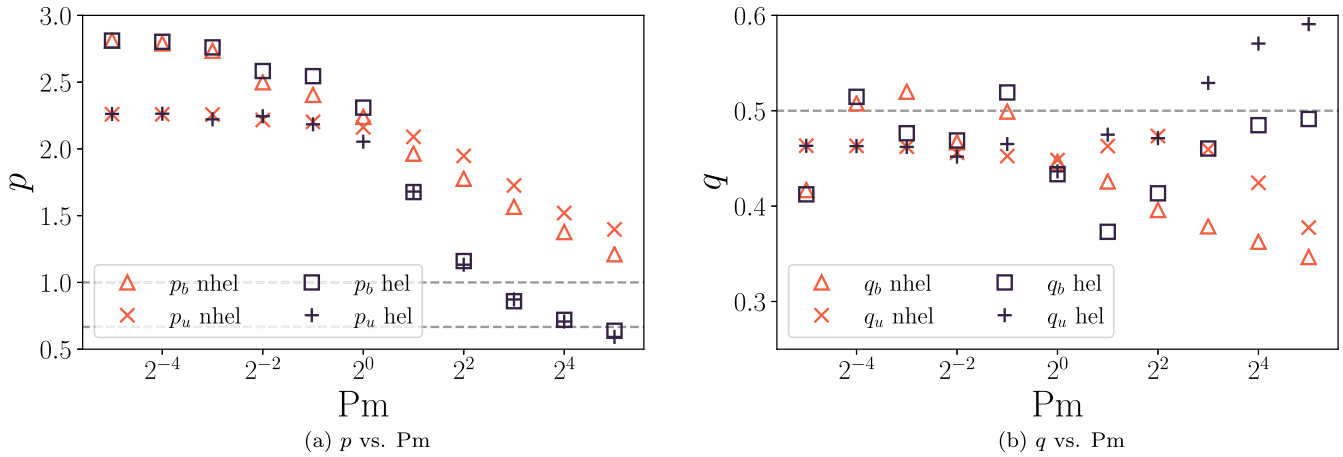 3.0
2.5
2.0
1.5
1.0
0.5
p
p_b nhel
p_u nhel
p_b hel
p_u hel
2^{-4}
2^{-2}
2^0
2^2
2^4
Pm
(a) p vs. Pm
0.6
0.5
0.4
0.3
q
q_b nhel
q_u nhel
q_b hel
q_u hel
2^{-4}
2^{-2}
2^0
2^2
2^4
Pm
(b) q vs. Pm